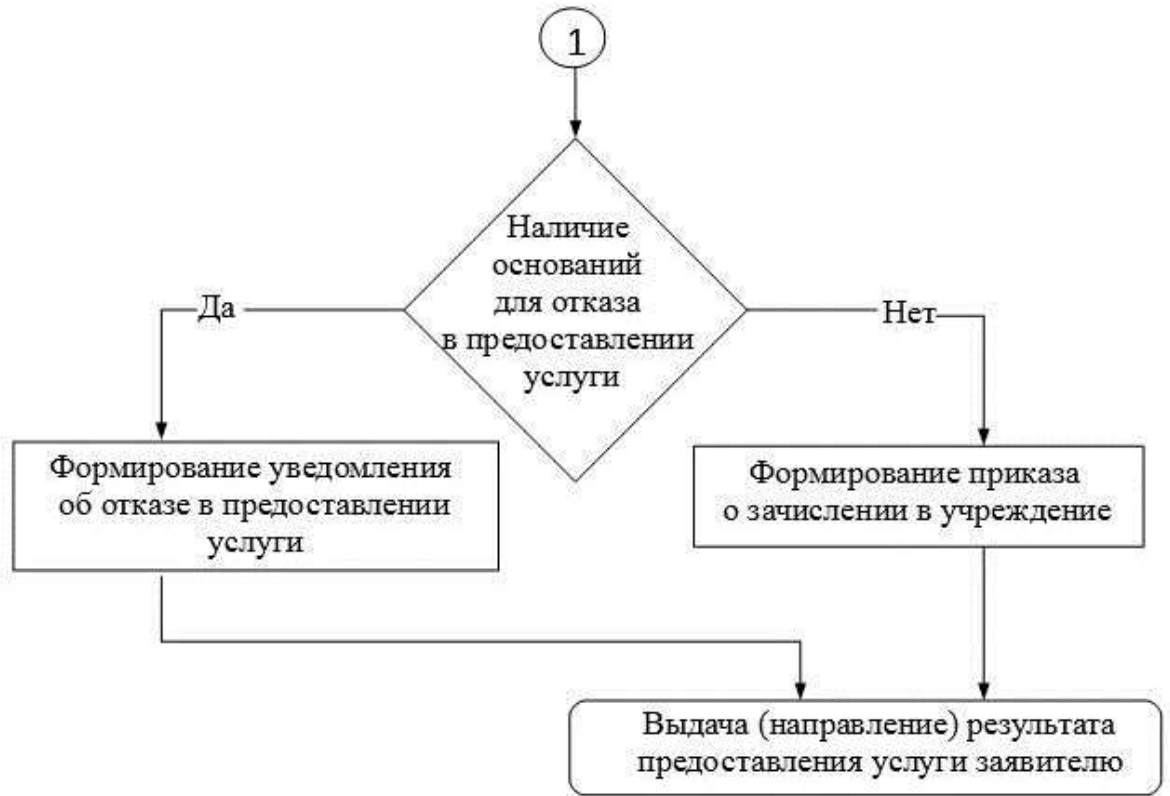 1
Наличие
оснований
для отказа
в предоставлении
услуги
Да
Нет
Формирование уведомления
об отказе в предоставлении
услуги
Формирование приказа
о зачислении в учреждение
Выдача (направление) результата
предоставления услуги заявителю